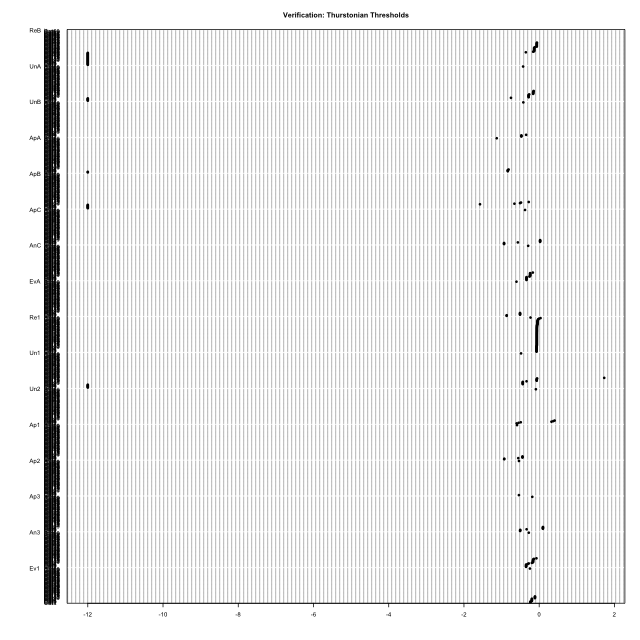 Verification: Thurstonian Thresholds
ReB
UnA
UnB
ApA
ApB
ApC
AnC
EvA
Re1
Un1
Un2
Ap1
Ap2
Ap3
An3
Ev1
-12 -10 -8 -6 -4 -2 0 2